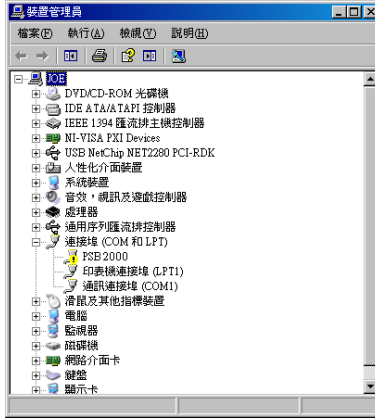 裝置管理員
檔案(F) 執行(A) 檢視(V) 說明(H)
JOE
DVD/CD-ROM 光碟機
IDE ATA/ATAPI 控制器
IEEE 1394 匯流排主機控制器
NI-VISA PXI Devices
USB NetChip NET2280 PCI-RDK
人性化介面裝置
系統裝置
音效，視訊及遊戲控制器
處理器
通用序列匯流排控制器
連接埠 (COM 和 LPT)
PSB2000
印表機連接埠 (LPT1)
通訊連接埠 (COM1)
滑鼠及其他指標裝置
電腦
監視器
磁碟機
網路介面卡
鍵盤
顯示卡